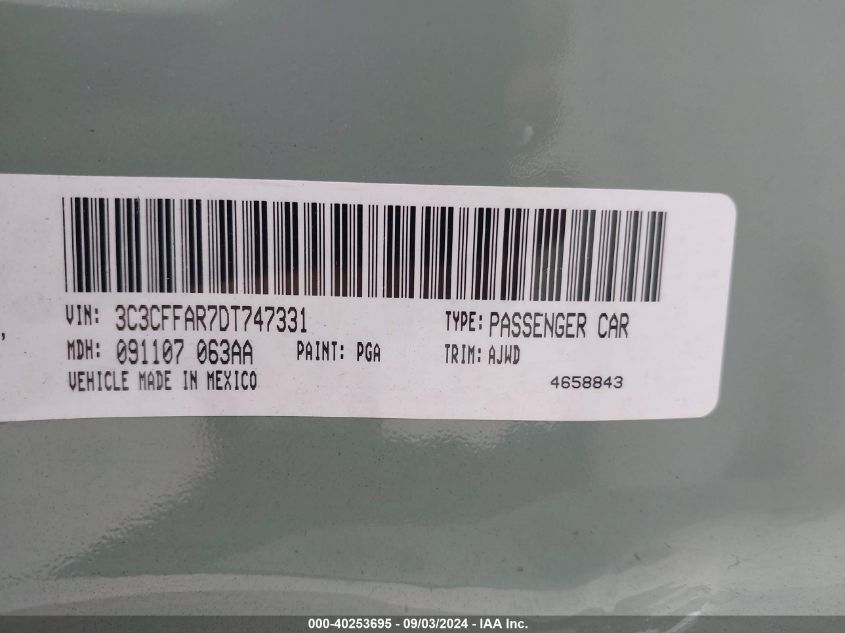 VIN: 3C3CFFAR7DT747331 TYPE: PASSENGER CAR
MDH: 091107 063AA PAINT: PGA TRIM: AJWD
VEHICLE MADE IN MEXICO 4658843
,
000-40253695 - 09/03/2024 - IAA Inc.